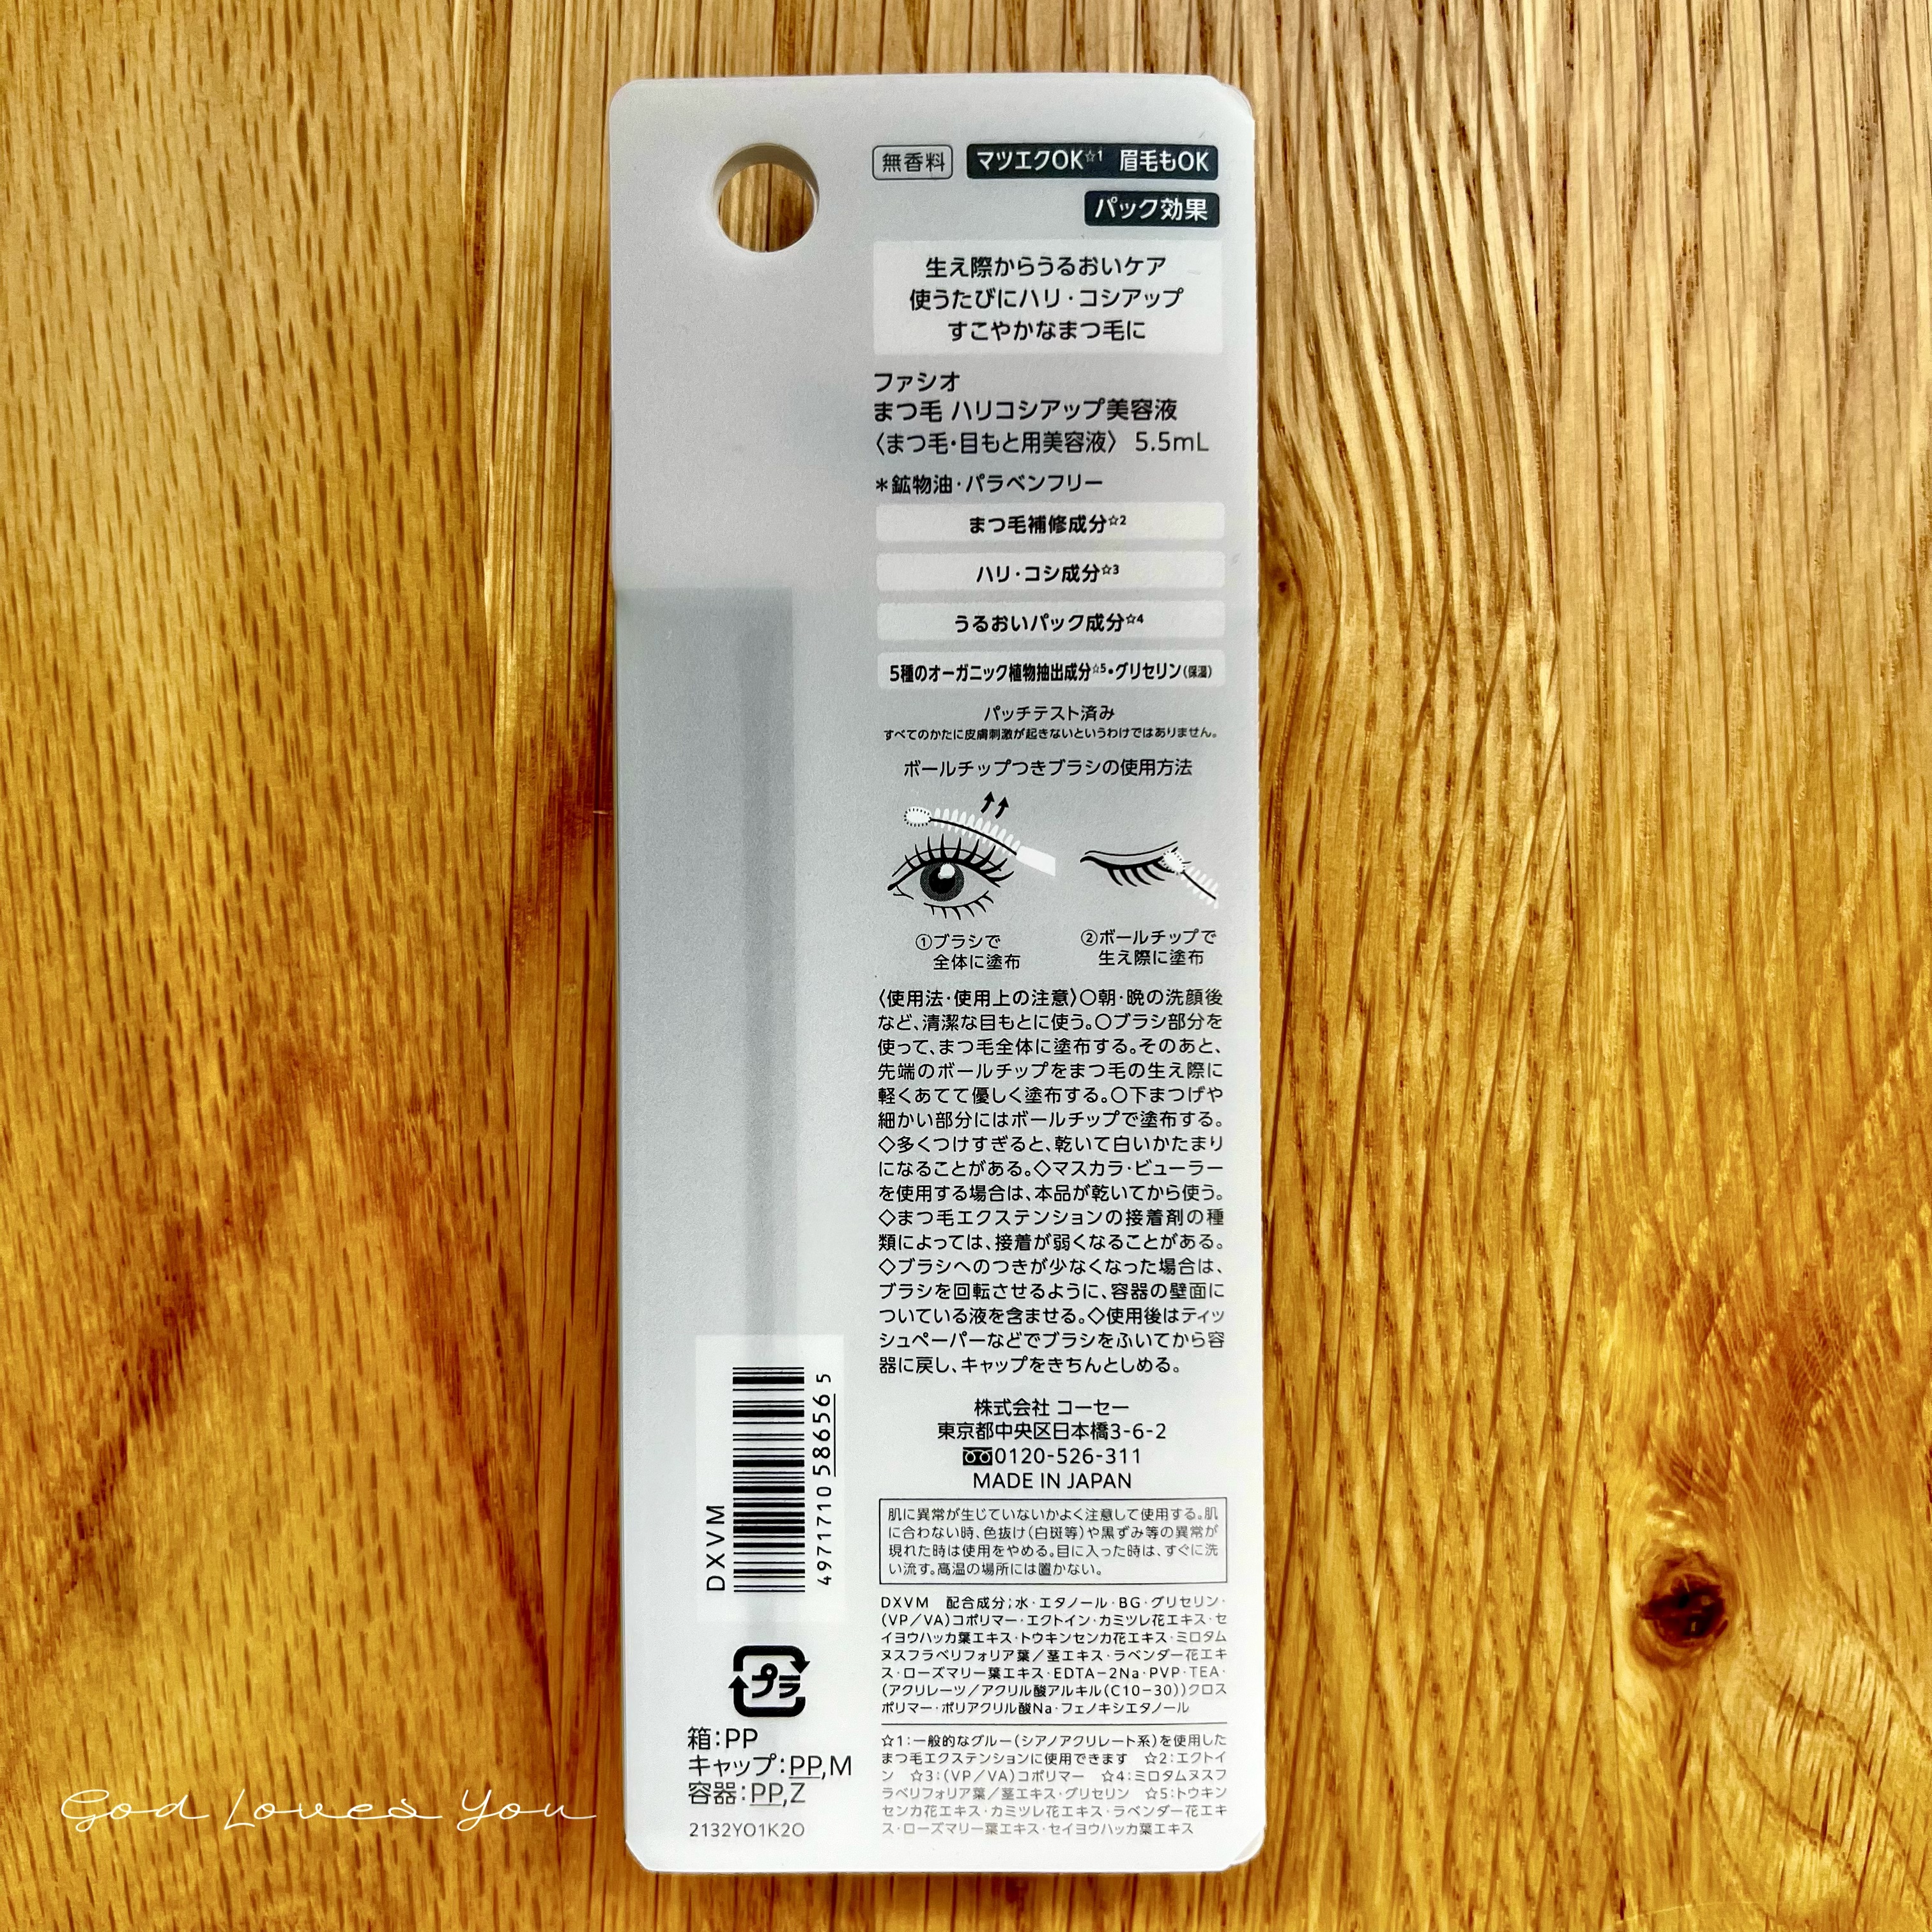 無香料 マツエクOK☆1 眉毛もOK
パック効果
生え際からうるおいケア
使うたびにハリ・コシアップ
すこやかなまつ毛に
ファシオ
まつ毛 ハリコシアップ美容液
〈まつ毛・目もと用美容液〉 5.5mL
＊鉱物油・パラベンフリー
まつ毛補修成分☆2
ハリ・コシ成分☆3
うるおいパック成分☆4
5種のオーガニック植物抽出成分☆5・グリセリン(保湿)
パッチテスト済み
すべてのかたに皮膚刺激が起きないというわけではありません。
ボールチップつきブラシの使用方法
①ブラシで
全体に塗布
②ボールチップで
生え際に塗布
〈使用法・使用上の注意〉○朝・晩の洗顔後
など、清潔な目もとに使う。○ブラシ部分を
使って、まつ毛全体に塗布する。そのあと、
先端のボールチップをまつ毛の生え際に
軽くあてて優しく塗布する。○下まつげや
細かい部分にはボールチップで塗布する。
◇多くつけすぎると、乾いて白いかたまり
になることがある。◇マスカラ・ビューラー
を使用する場合は、本品が乾いてから使う。
◇まつ毛エクステンションの接着剤の種
類によっては、接着が弱くなることがある。
◇ブラシへのつきが少なくなった場合は、
ブラシを回転させるように、容器の壁面に
ついている液を含ませる。◇使用後はティッ
シュペーパーなどでブラシをふいてから容
器に戻し、キャップをきちんとしめる。
株式会社 コーセー
東京都中央区日本橋3-6-2
0120-526-311
MADE IN JAPAN
肌に異常が生じていないかよく注意して使用する。肌
に合わない時、色抜け(白斑等)や黒ずみ等の異常が
現れた時は使用をやめる。目に入った時は、すぐに洗
い流す。高温の場所には置かない。
DXVM 配合成分；水・エタノール・BG・グリセリン・
(VP／VA)コポリマー・エクトイン・カミツレ花エキス・セ
イヨウハッカ葉エキス・トウキンセンカ花エキス・ミロタム
ヌスフラベリフォリア葉／茎エキス・ラベンダー花エキ
ス・ローズマリー葉エキス・EDTA−2Na・PVP・TEA・
(アクリレーツ／アクリル酸アルキル(C10−30))クロス
ポリマー・ポリアクリル酸Na・フェノキシエタノール
☆1：一般的なグルー(シアノアクリレート系)を使用した
まつ毛エクステンションに使用できます ☆2：エクトイ
ン ☆3：(VP／VA)コポリマー ☆4：ミロタムヌスフ
ラベリフォリア葉／茎エキス・グリセリン ☆5：トウキン
センカ花エキス・カミツレ花エキス・ラベンダー花エキ
ス・ローズマリー葉エキス・セイヨウハッカ葉エキス
DXVM
4971710586565
プラ
箱：PP
キャップ：PP,M
容器：PP,Z
2132YO1K2O
God Loves You